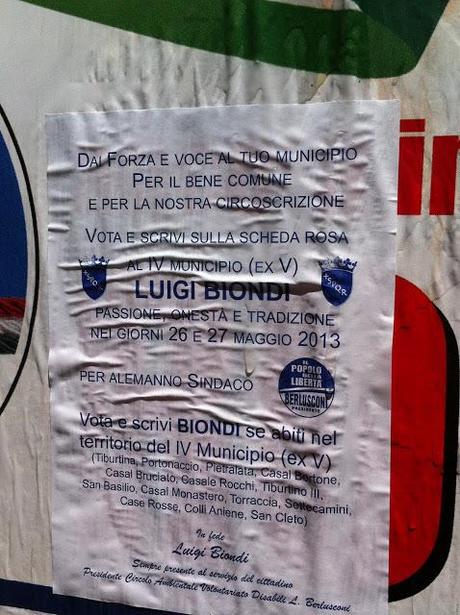 DAI FORZA E VOCE AL TUO MUNICIPIO
PER IL BENE COMUNE
E PER LA NOSTRA CIRCOSCRIZIONE
VOTA E SCRIVI SULLA SCHEDA ROSA
AL IV MUNICIPIO (EX V)
S.P.Q.R.
S.P.Q.R.
LUIGI BIONDI
PASSIONE, ONESTÀ E TRADIZIONE
NEI GIORNI 26 E 27 MAGGIO 2013
PER ALEMANNO SINDACO
IL
POPOLO
DELLA
LIBERTÀ
BERLUSCONI
PRESIDENTE
Vota e scrivi BIONDI se abiti nel
territorio del IV Municipio (ex V)
(Tiburtina, Portonaccio, Pietralata, Casal Bertone,
Casal Bruciato, Casale Rocchi, Tiburtino III,
San Basilio, Casal Monastero, Torraccia, Settecamini,
Case Rosse, Colli Aniene, San Cleto)
In fede
Luigi Biondi
Sempre presente al servizio del cittadino
Presidente Circolo Ambientale Volontariato Disabili L. Berlusconi
in